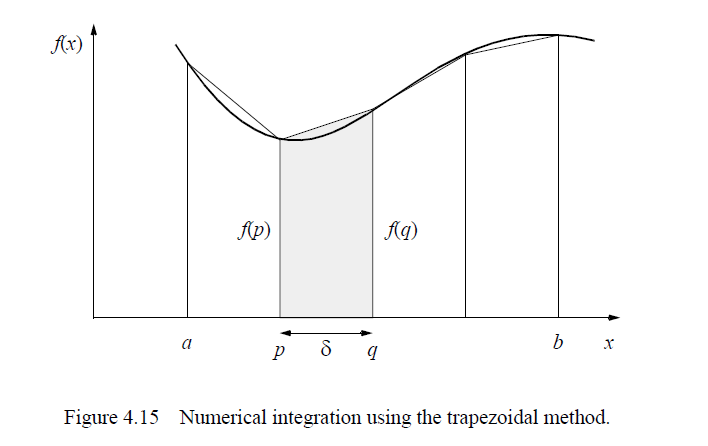 f(x)
f(p)
f(q)
a
p
δ
q
b
x
Figure 4.15 Numerical integration using the trapezoidal method.